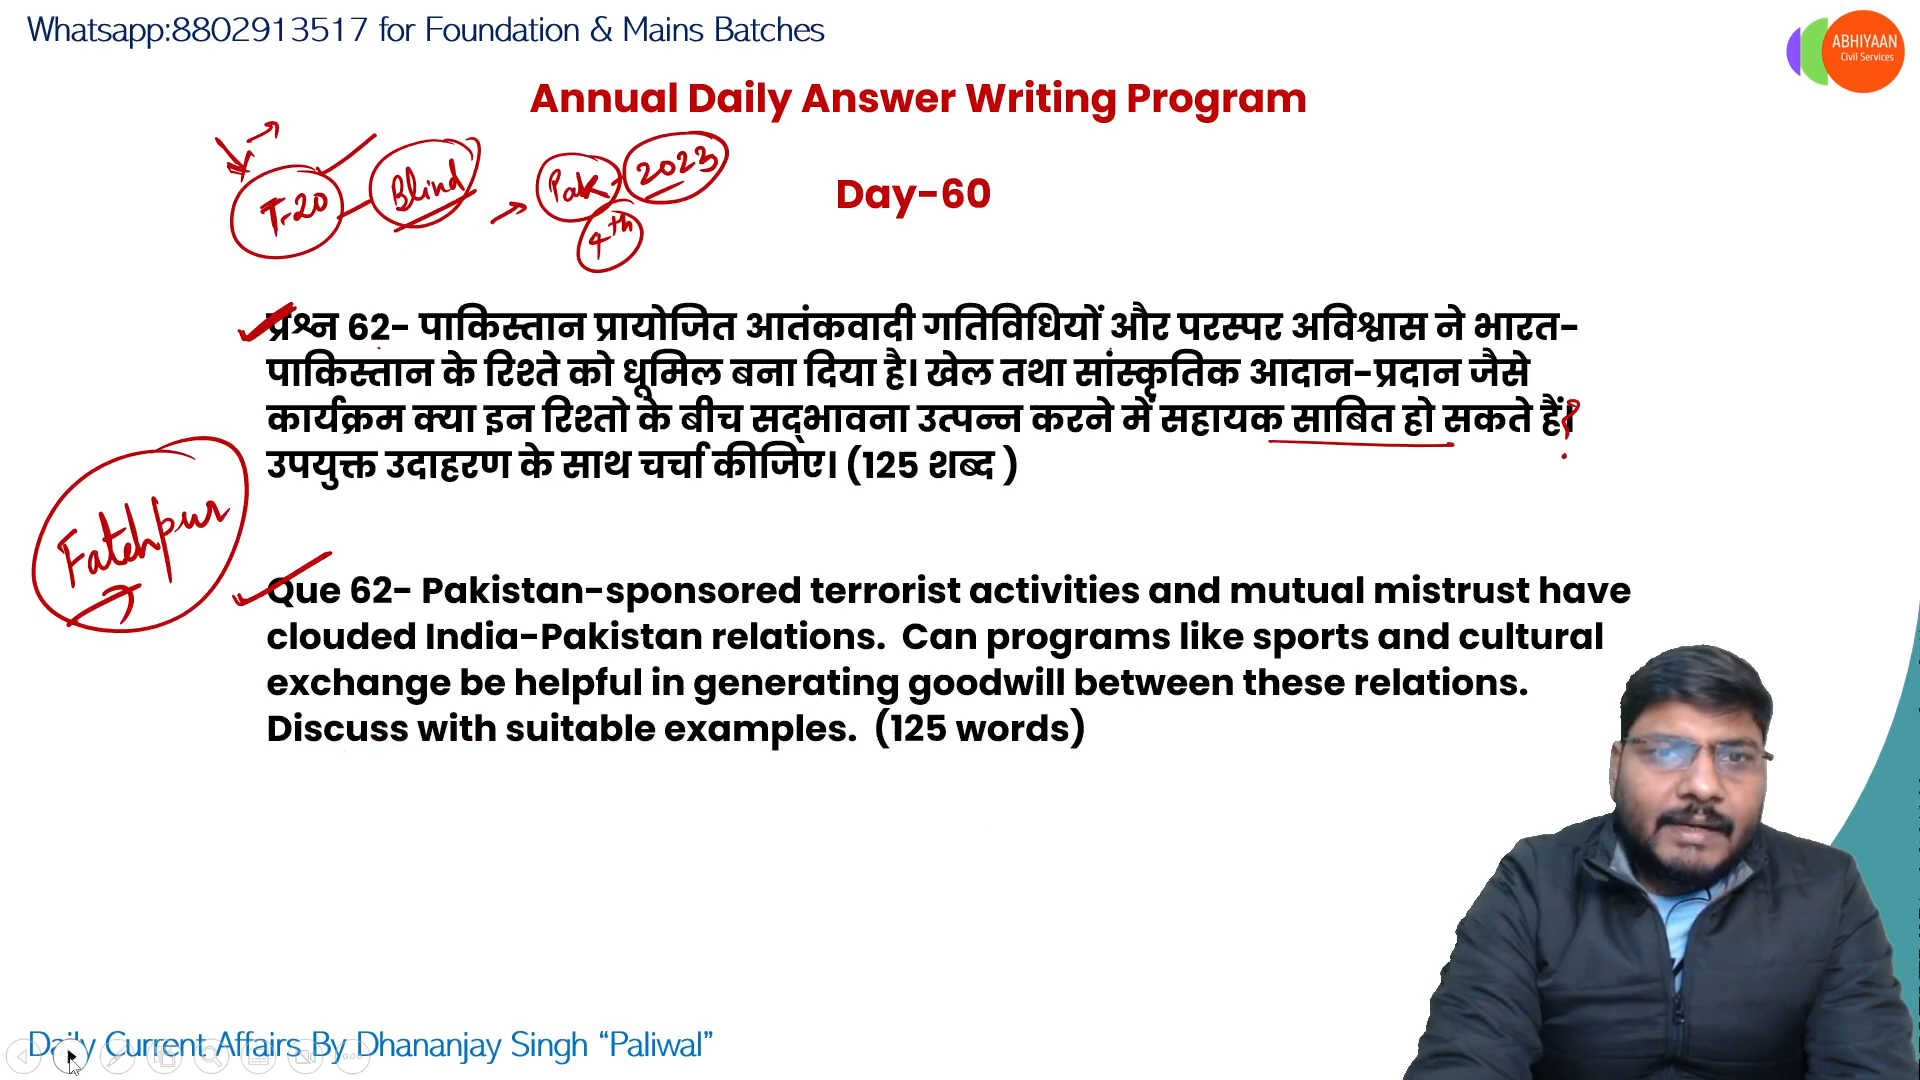 Whatsapp:8802913517 for Foundation & Mains Batches
ABHIYAAN
Civil Services
Annual Daily Answer Writing Program
T-20 Blind Pak 2023
4th
Day-60
प्रश्न 62- पाकिस्तान प्रायोजित आतंकवादी गतिविधियों और परस्पर अविश्वास ने भारत-
पाकिस्तान के रिश्ते को धूमिल बना दिया है। खेल तथा सांस्कृतिक आदान-प्रदान जैसे
कार्यक्रम क्या इन रिश्तो के बीच सद्भावना उत्पन्न करने में सहायक साबित हो सकते हैं। ?
उपयुक्त उदाहरण के साथ चर्चा कीजिए। (125 शब्द )
Fatehpur
Que 62- Pakistan-sponsored terrorist activities and mutual mistrust have
clouded India-Pakistan relations. Can programs like sports and cultural
exchange be helpful in generating goodwill between these relations.
Discuss with suitable examples. (125 words)
Daily Current Affairs By Dhananjay Singh “Paliwal”